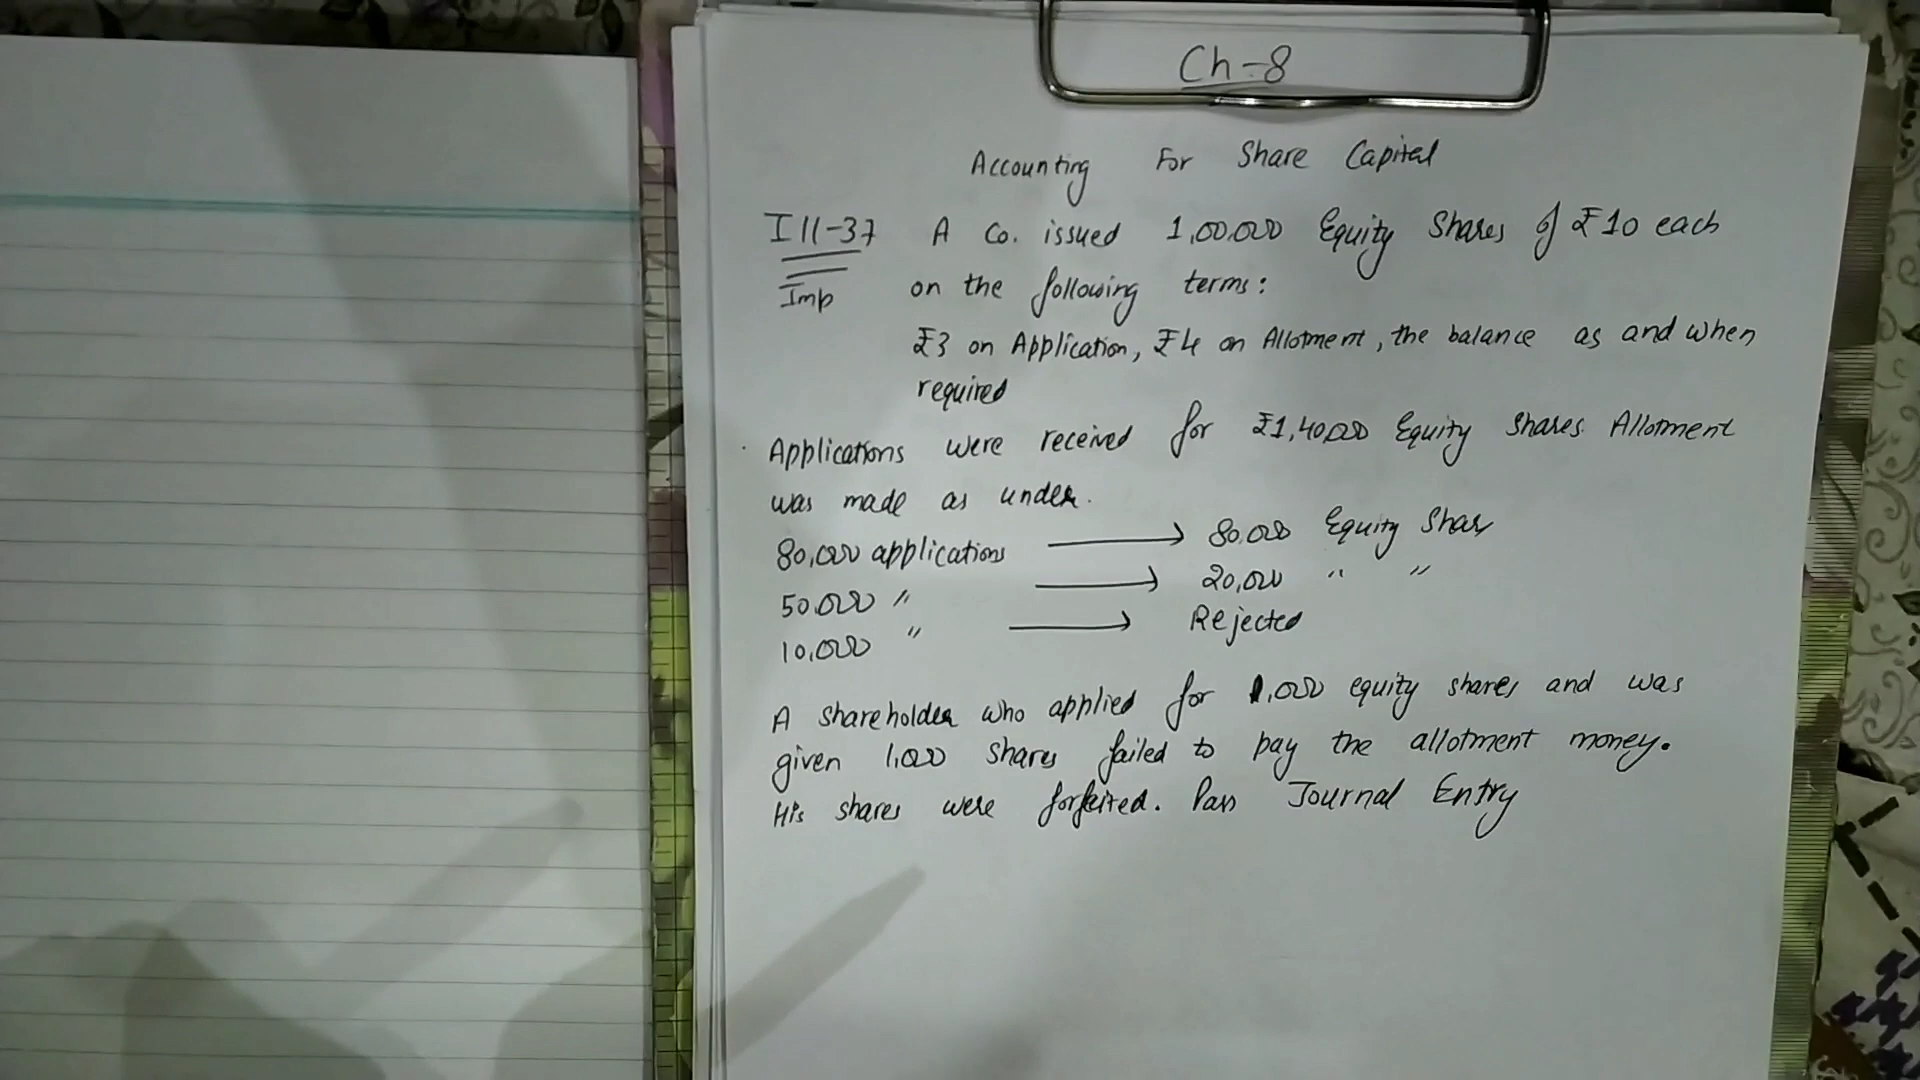 Ch-8
Accounting For Share Capital
Ill-37 A Co. issued 1,00,000 Equity Shares of ₹10 each
Imp on the following terms:
₹3 on Application, ₹4 on Allotment, the balance as and when
required
Applications were received for ₹1,40,000 Equity Shares. Allotment
was made as under.
80,000 applications → 80,000 Equity Shar
50,000 " → 20,000 " "
10,000 " → Rejected
A shareholder who applied for 1,000 equity shares and was
given 1,000 shares failed to pay the allotment money.
His shares were forfeited. Pass Journal Entry